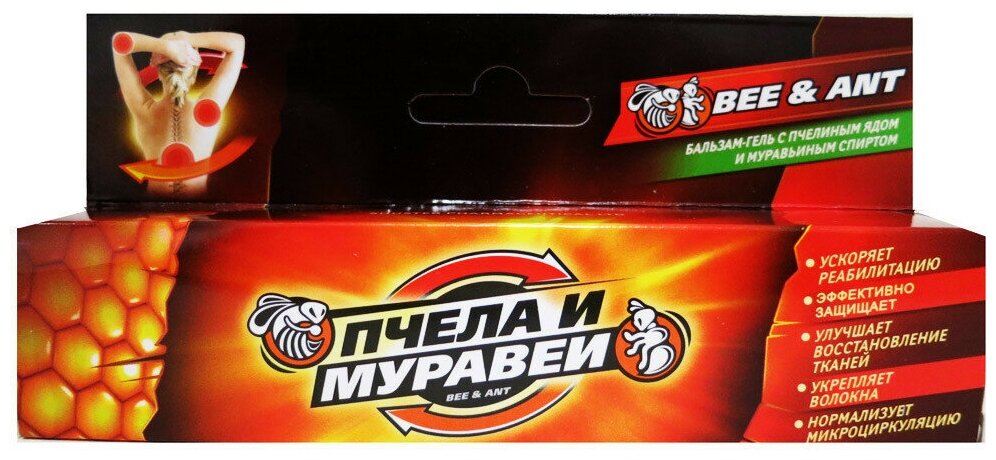 BEE & ANT
БАЛЬЗАМ-ГЕЛЬ С ПЧЕЛИНЫМ ЯДОМ
И МУРАВЬИНЫМ СПИРТОМ
ПЧЕЛА И
МУРАВЕЙ
BEE & ANT
• УСКОРЯЕТ
РЕАБИЛИТАЦИЮ
• ЭФФЕКТИВНО
ЗАЩИЩАЕТ
• УЛУЧШАЕТ
ВОССТАНОВЛЕНИЕ
ТКАНЕЙ
• УКРЕПЛЯЕТ
ВОЛОКНА
• НОРМАЛИЗУЕТ
МИКРОЦИРКУЛЯЦИЮ